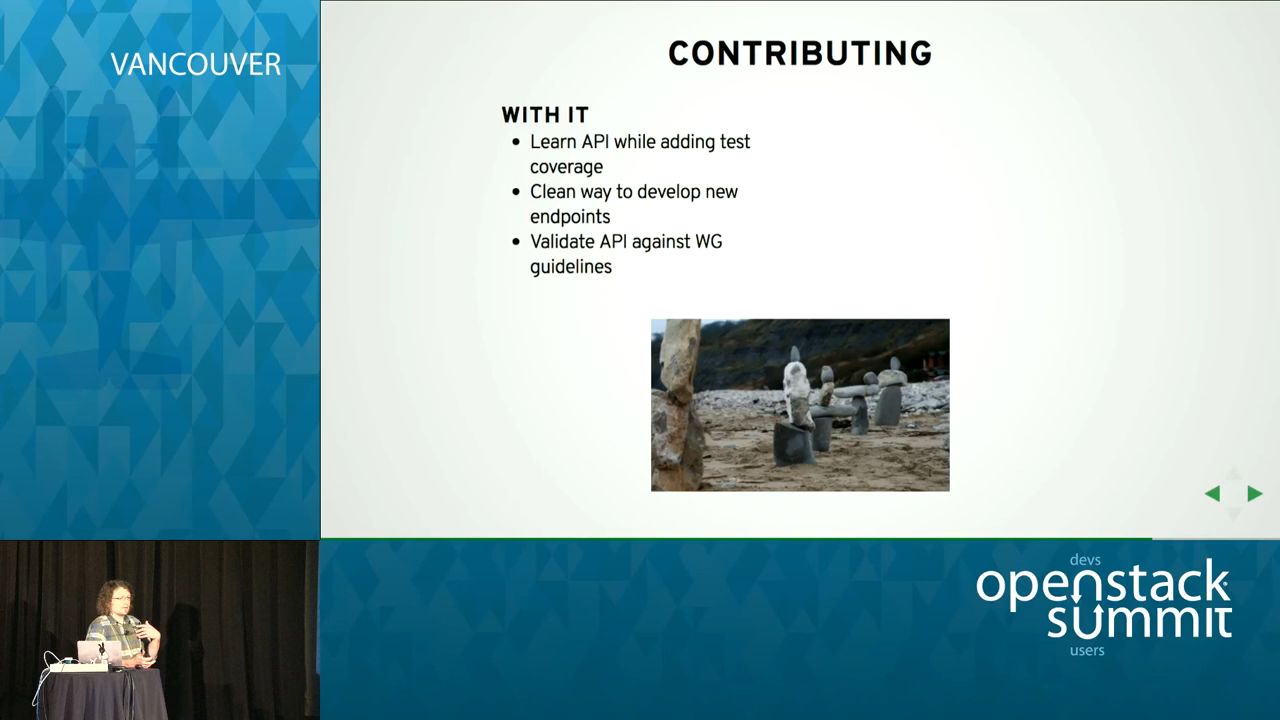 VANCOUVER
CONTRIBUTING
WITH IT
• Learn API while adding test
coverage
• Clean way to develop new
endpoints
• Validate API against WG
guidelines
devs
openstack
summit
users